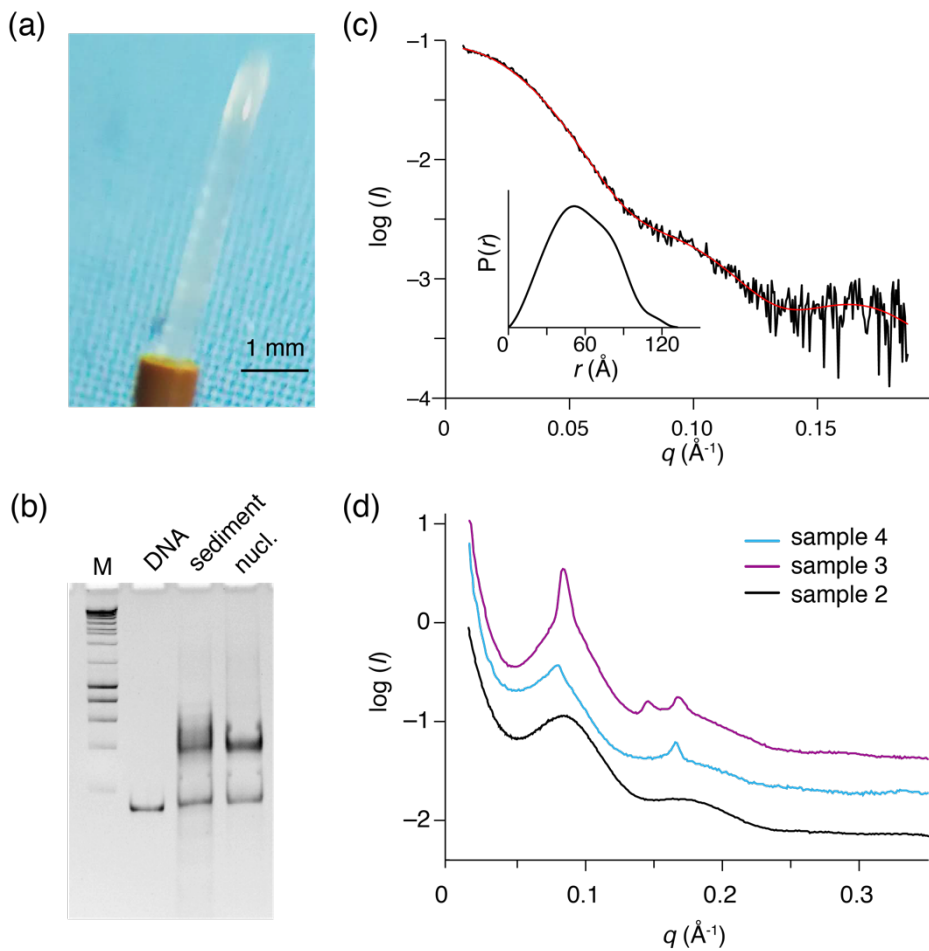 (a)
1 mm
(b)
M
DNA
sediment
nucl.
(c)
−1
−2
−3
−4
log (I)
0
0.05
0.10
0.15
q (Å-1)
P(r)
0
60
120
r (Å)
(d)
1
0
−1
−2
log (I)
sample 4
sample 3
sample 2
0.1
0.2
0.3
q (Å-1)